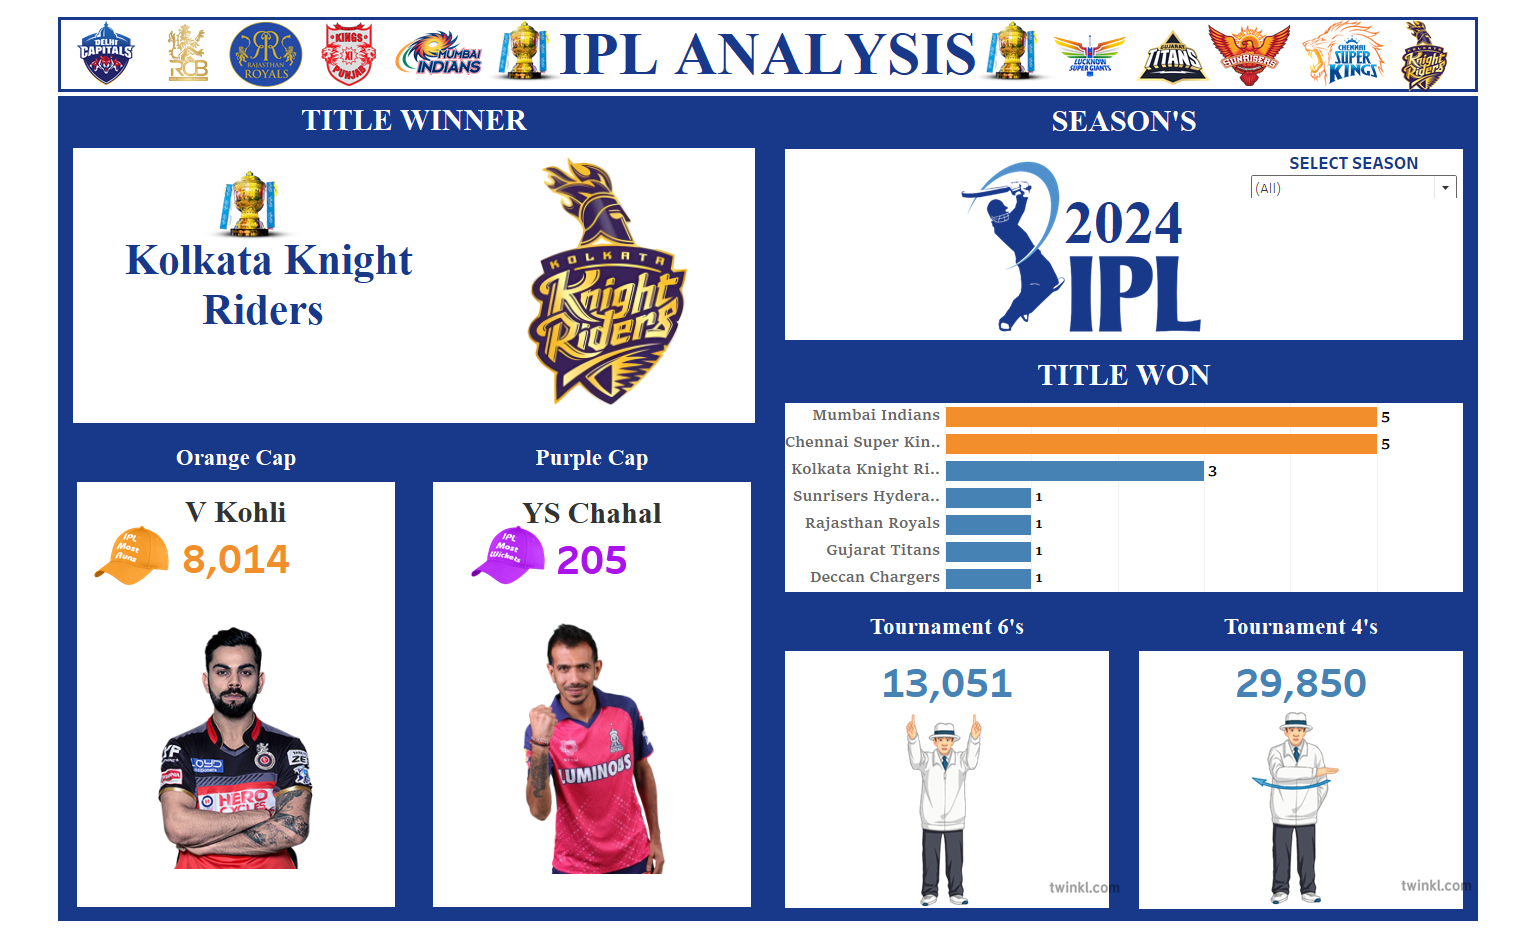 DELHI
CAPITALS
RCB
RAJASTHAN
ROYALS
KINGS
XI
PUNJAB
MUMBAI
INDIANS
IPL ANALYSIS
LUCKNOW
SUPER GIANTS
GUJARAT
TITANS
SUNRISERS
CHENNAI
SUPER
KINGS
Knight
Riders
TITLE WINNER
Kolkata Knight
Riders
KOLKATA
Knight
Riders
SEASON'S
SELECT SEASON
(All)
2024
IPL
TITLE WON
Mumbai Indians 5
Chennai Super Kin.. 5
Kolkata Knight Ri.. 3
Sunrisers Hydera.. 1
Rajasthan Royals 1
Gujarat Titans 1
Deccan Chargers 1
Orange Cap
V Kohli
IPL
Most
Runs
8,014
HERO
CYCLES
Purple Cap
YS Chahal
IPL
Most
Wickets
205
LUMINOUS
Tournament 6's
13,051
twinkl.com
Tournament 4's
29,850
twinkl.com